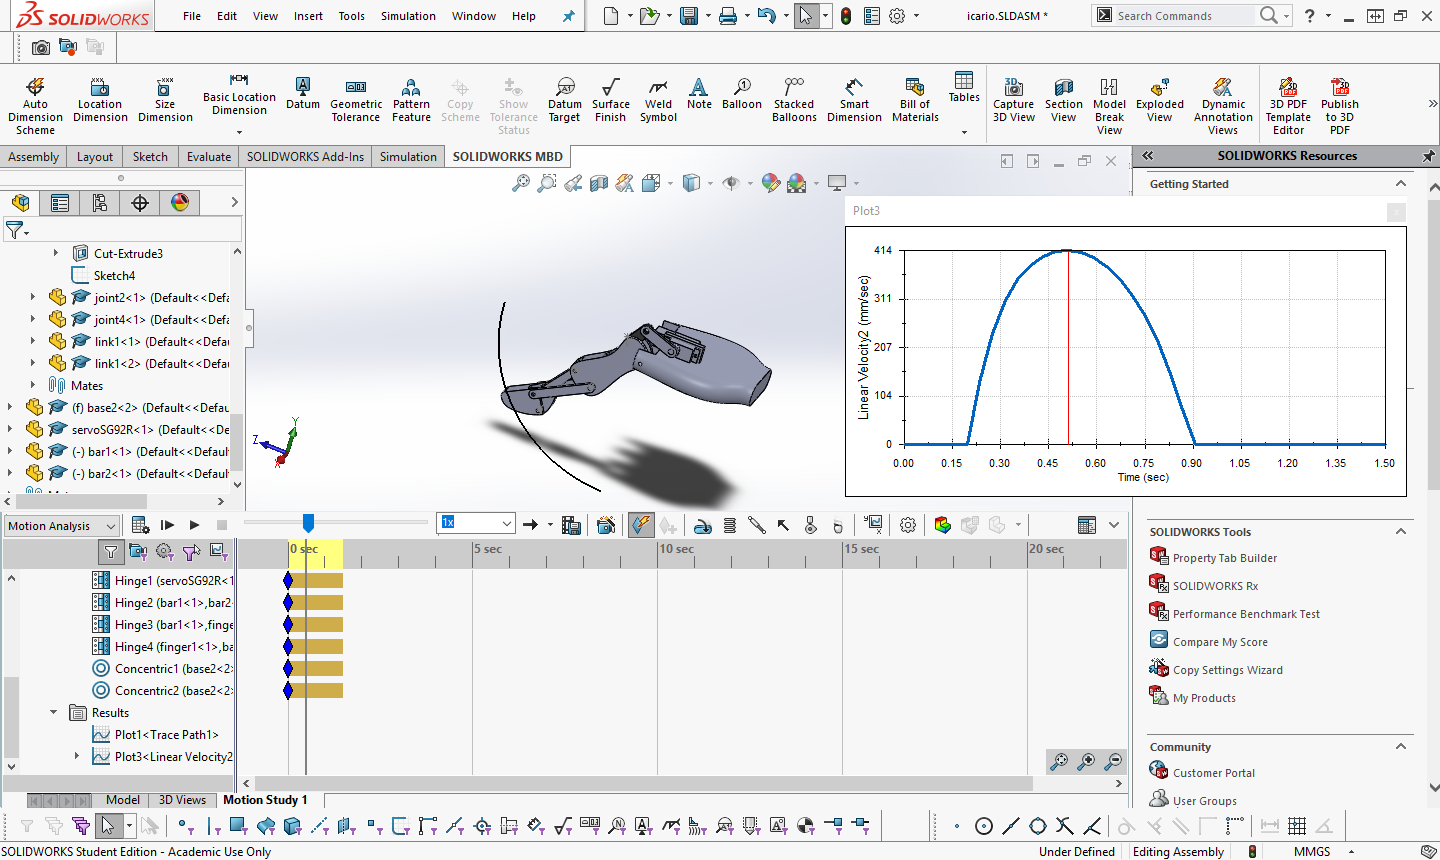 SOLIDWORKS
File Edit View Insert Tools Simulation Window Help
icario.SLDASM *
Search Commands
?
Auto Dimension Scheme
Location Dimension
Size Dimension
Basic Location Dimension
Datum
Geometric Tolerance
Pattern Feature
Copy Scheme
Show Tolerance Status
Datum Target
Surface Finish
Weld Symbol
Note
Balloon
Stacked Balloons
Smart Dimension
Bill of Materials
Tables
Capture 3D View
Section View
Model Break View
Exploded View
Dynamic Annotation Views
3D PDF Template Editor
Publish to 3D PDF
Assembly Layout Sketch Evaluate SOLIDWORKS Add-Ins Simulation SOLIDWORKS MBD
SOLIDWORKS Resources
Getting Started
Cut-Extrude3
Sketch4
joint2<1> (Default<<Defa
joint4<1> (Default<<Defa
link1<1> (Default<<Defau
link1<2> (Default<<Defau
Mates
(f) base2<2> (Default<<Defau
servoSG92R<1> (Default<<De
(-) bar1<1> (Default<<Default
(-) bar2<1> (Default<<Default
Y
Z
X
Plot3
Linear Velocity2 (mm/sec)
414
311
207
104
0
0.00 0.15 0.30 0.45 0.60 0.75 0.90 1.05 1.20 1.35 1.50
Time (sec)
Motion Analysis
1x
0 sec 5 sec 10 sec 15 sec 20 sec
Hinge1 (servoSG92R<1
Hinge2 (bar1<1>,bar2
Hinge3 (bar1<1>,finge
Hinge4 (finger1<1>,ba
Concentric1 (base2<2>
Concentric2 (base2<2>
Results
Plot1<Trace Path1>
Plot3<Linear Velocity2
SOLIDWORKS Tools
Property Tab Builder
SOLIDWORKS Rx
Performance Benchmark Test
Compare My Score
Copy Settings Wizard
My Products
Community
Customer Portal
User Groups
Model 3D Views Motion Study 1
SOLIDWORKS Student Edition - Academic Use Only
Under Defined Editing Assembly MMGS